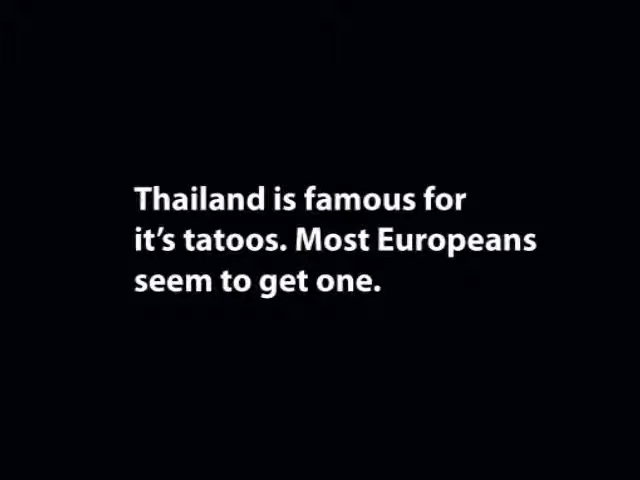 Thailand is famous for
it’s tatoos. Most Europeans
seem to get one.